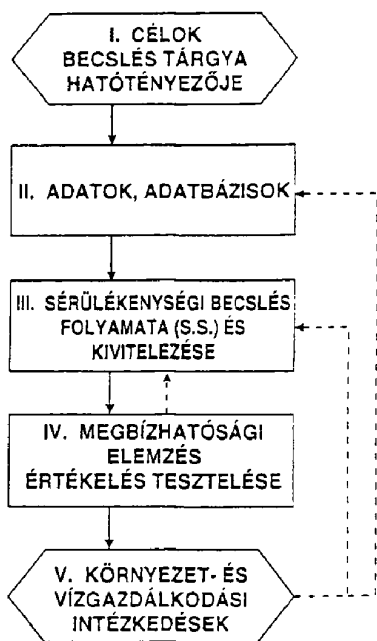 I. CÉLOK
BECSLÉS TÁRGYA
HATÓTÉNYEZŐJE
II. ADATOK, ADATBÁZISOK
III. SÉRÜLÉKENYSÉGI BECSLÉS
FOLYAMATA (S.S.) ÉS
KIVITELEZÉSE
IV. MEGBÍZHATÓSÁGI
ELEMZÉS
ÉRTÉKELÉS TESZTELÉSE
V. KÖRNYEZET- ÉS
VÍZGAZDÁLKODÁSI
INTÉZKEDÉSEK